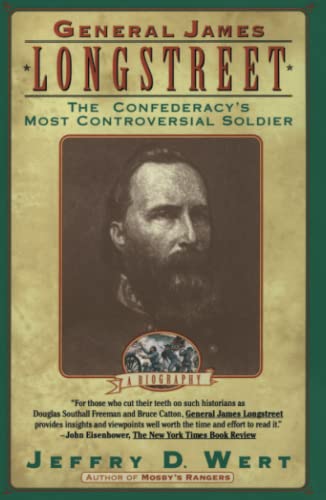 GENERAL JAMES
LONGSTREET
THE CONFEDERACY'S
MOST CONTROVERSIAL SOLDIER
A BIOGRAPHY
"For those who cut their teeth on such historians as
Douglas Southall Freeman and Bruce Catton, General James Longstreet
provides insights and viewpoints well worth the time and effort to read it."
—John Eisenhower, The New York Times Book Review
JEFFRY D. WERT
AUTHOR OF MOSBY'S RANGERS